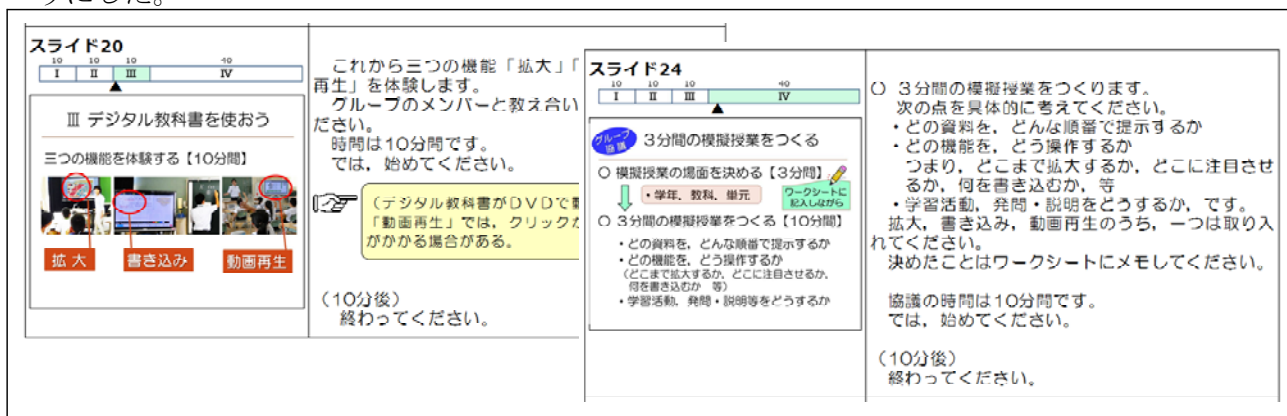 うにした。
スライド20
10 10 10 40
Ⅰ Ⅱ Ⅲ Ⅳ
Ⅲ デジタル教科書を使おう
三つの機能を体験する【10分間】
拡 大 書き込み 動画再生
これから三つの機能「拡大」「
再生」を体験します。
グループのメンバーと教え合い
ださい。
時間は10分間です。
では，始めてください。
（デジタル教科書がＤＶＤで
「動画再生」では，クリック
がかかる場合がある。
（10分後）
終わってください。
スライド24
10 10 10 40
Ⅰ Ⅱ Ⅲ Ⅳ
グループ
協議
3分間の模擬授業をつくる
○ 模擬授業の場面を決める【3分間】
・学年，教科，単元
ワークシートに
記入しながら
○ 3分間の模擬授業をつくる【10分間】
・どの資料を，どんな順番で提示するか
・どの機能を，どう操作するか
（どこまで拡大するか，どこに注目させるか，
何を書き込むか 等）
・学習活動，発問・説明等をどうするか
○ 3分間の模擬授業をつくります。
次の点を具体的に考えてください。
・どの資料を，どんな順番で提示するか
・どの機能を，どう操作するか
つまり，どこまで拡大するか，どこに注目させ
るか，何を書き込むか，等
・学習活動，発問・説明をどうするか，です。
拡大，書き込み，動画再生のうち，一つは取り入
れてください。
決めたことはワークシートにメモしてください。
協議の時間は10分間です。
では，始めてください。
（10分後）
終わってください。